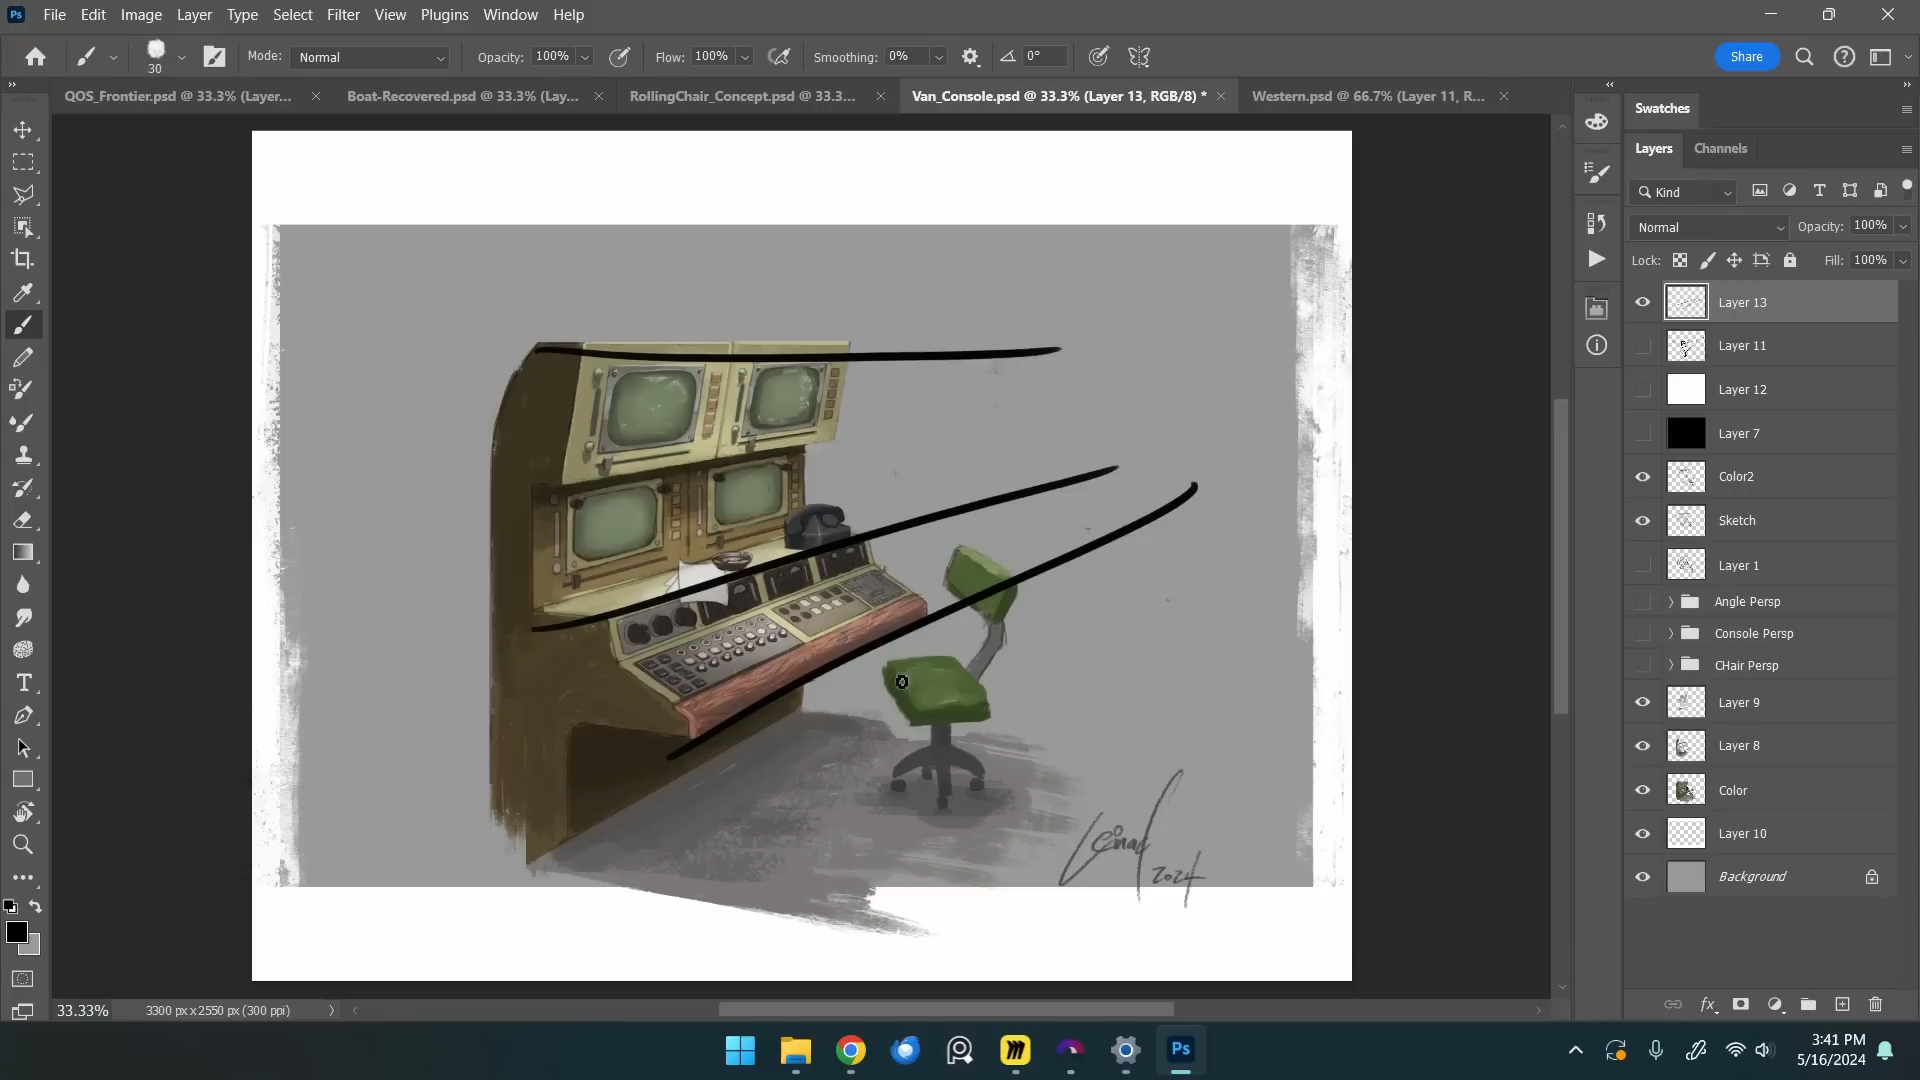 Ps File Edit Image Layer Type Select Filter View Plugins Window Help
30 Mode: Normal Opacity: 100% Flow: 100% Smoothing: 0% 0° Share
QOS_Frontier.psd @ 33.3% (Layer... Boat-Recovered.psd @ 33.3% (Lay... RollingChair_Concept.psd @ 33.3... Van_Console.psd @ 33.3% (Layer 13, RGB/8) * Western.psd @ 66.7% (Layer 11, R...
Swatches
Layers Channels
Kind
Normal Opacity: 100%
Lock: Fill: 100%
Layer 13
Layer 11
Layer 12
Layer 7
Color2
Sketch
Layer 1
Angle Persp
Console Persp
CHair Persp
Layer 9
Layer 8
Color
Layer 10
Background
2024
33.33% 3300 px x 2550 px (300 ppi)
Ps
3:41 PM
5/16/2024